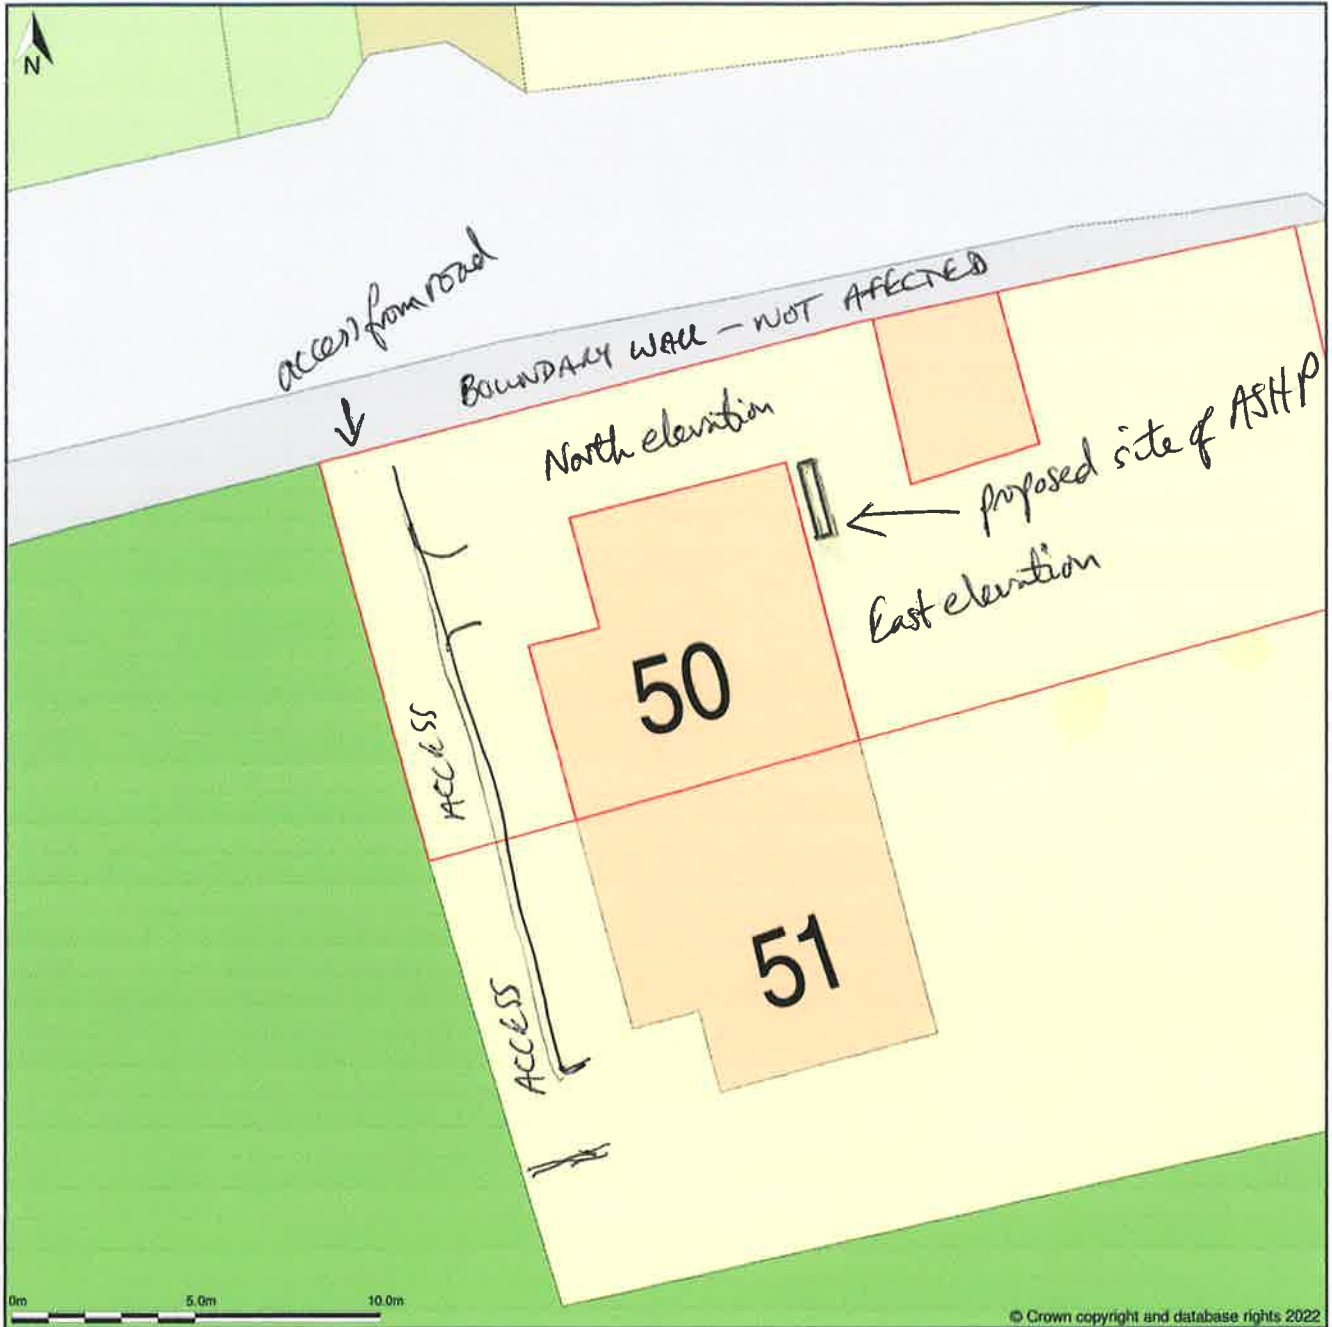 N
access from road
BOUNDARY WALL - NOT AFFECTED
North elevation
proposed site of ASHP
East elevation
50
ACCESS
51
ACCESS
0m 5.0m 10.0m
© Crown copyright and database rights 2022